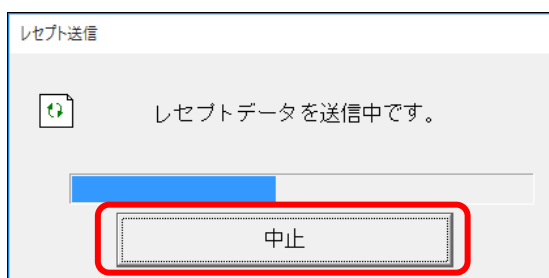 レセプト送信
レセプトデータを送信中です。
中止